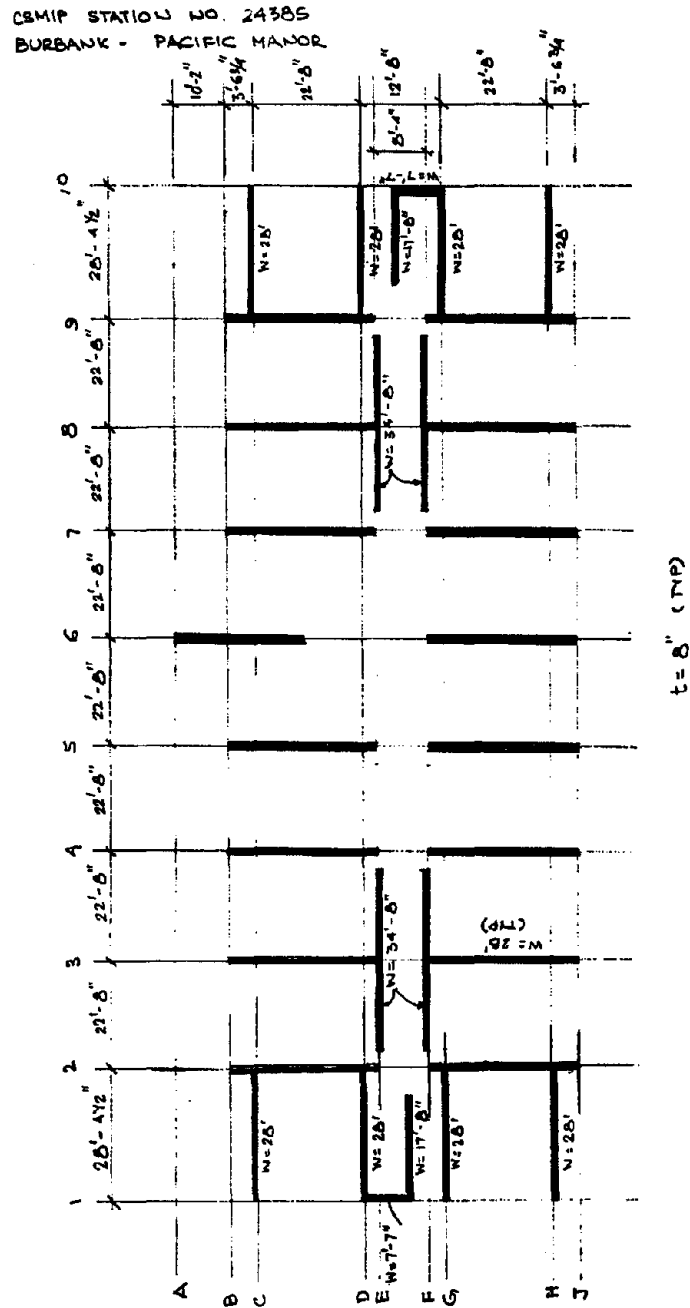 CSMIP STATION NO. 24385
BURBANK - PACIFIC MANOR
10'-2"
3'-6¾"
22'-8"
12'-8"
8'-4"
22'-8"
3'-6¾"
10
28'-4½"
W=28'
W=28'
W=17'-8"
W=7'-7"
W=28'
W=28'
9
22'-8"
8
W=34'-8"
22'-8"
7
22'-8"
6
22'-8"
5
22'-8"
4
22'-8"
W=34'-8"
W= 28'
(TYP)
3
22'-8"
2
28'-4½"
W=28'
W= 28'
W=17'-8"
W=28'
W=28'
W=7'-7"
1
A
B
C
D
E
F
G
H
J
t = 8" (TYP)